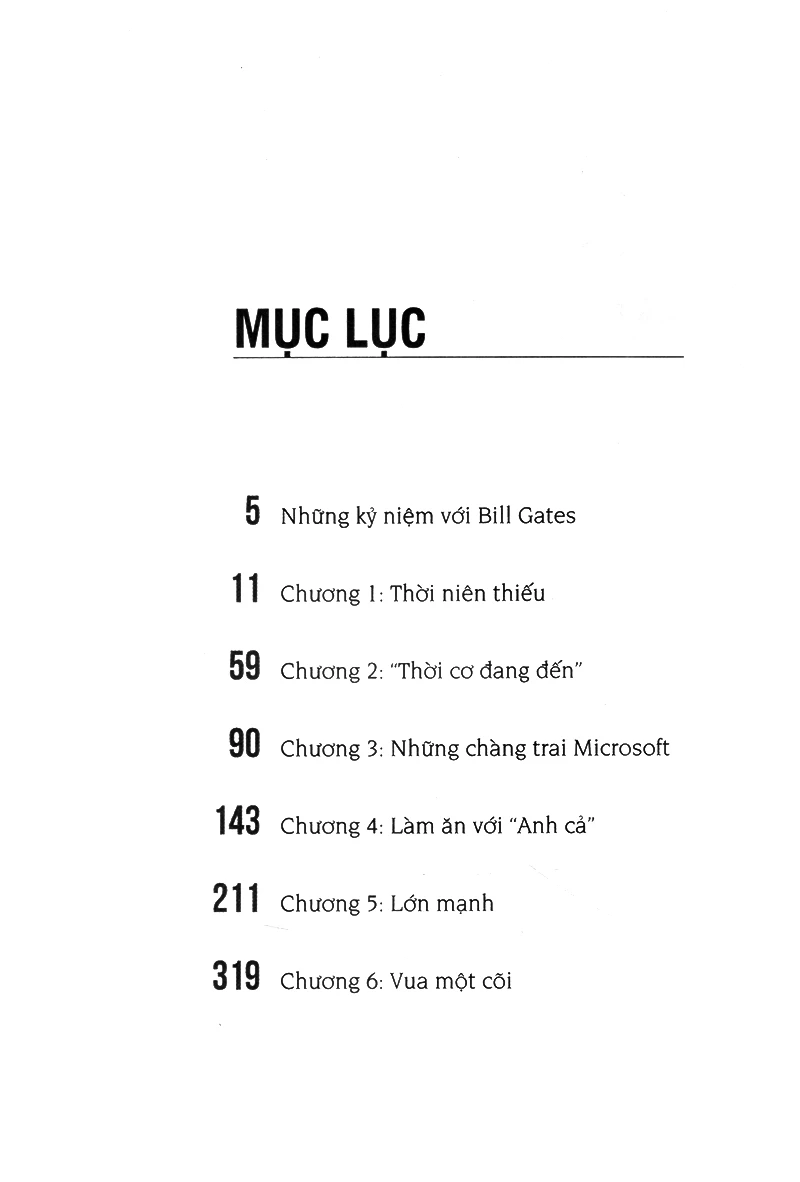 MỤC LỤC
5 Những kỷ niệm với Bill Gates
11 Chương 1: Thời niên thiếu
59 Chương 2: “Thời cơ đang đến”
90 Chương 3: Những chàng trai Microsoft
143 Chương 4: Làm ăn với “Anh cả”
211 Chương 5: Lớn mạnh
319 Chương 6: Vua một cõi